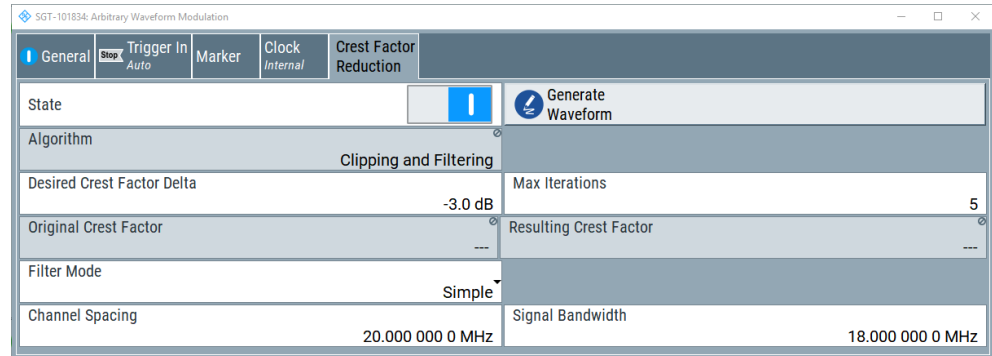 SGT-101834: Arbitrary Waveform Modulation
General Stop Trigger In Marker Clock Crest Factor
Auto Internal Reduction
State Generate
Waveform
Algorithm
Clipping and Filtering
Desired Crest Factor Delta Max Iterations
-3.0 dB 5
Original Crest Factor Resulting Crest Factor
--- ---
Filter Mode
Simple
Channel Spacing Signal Bandwidth
20.000 000 0 MHz 18.000 000 0 MHz